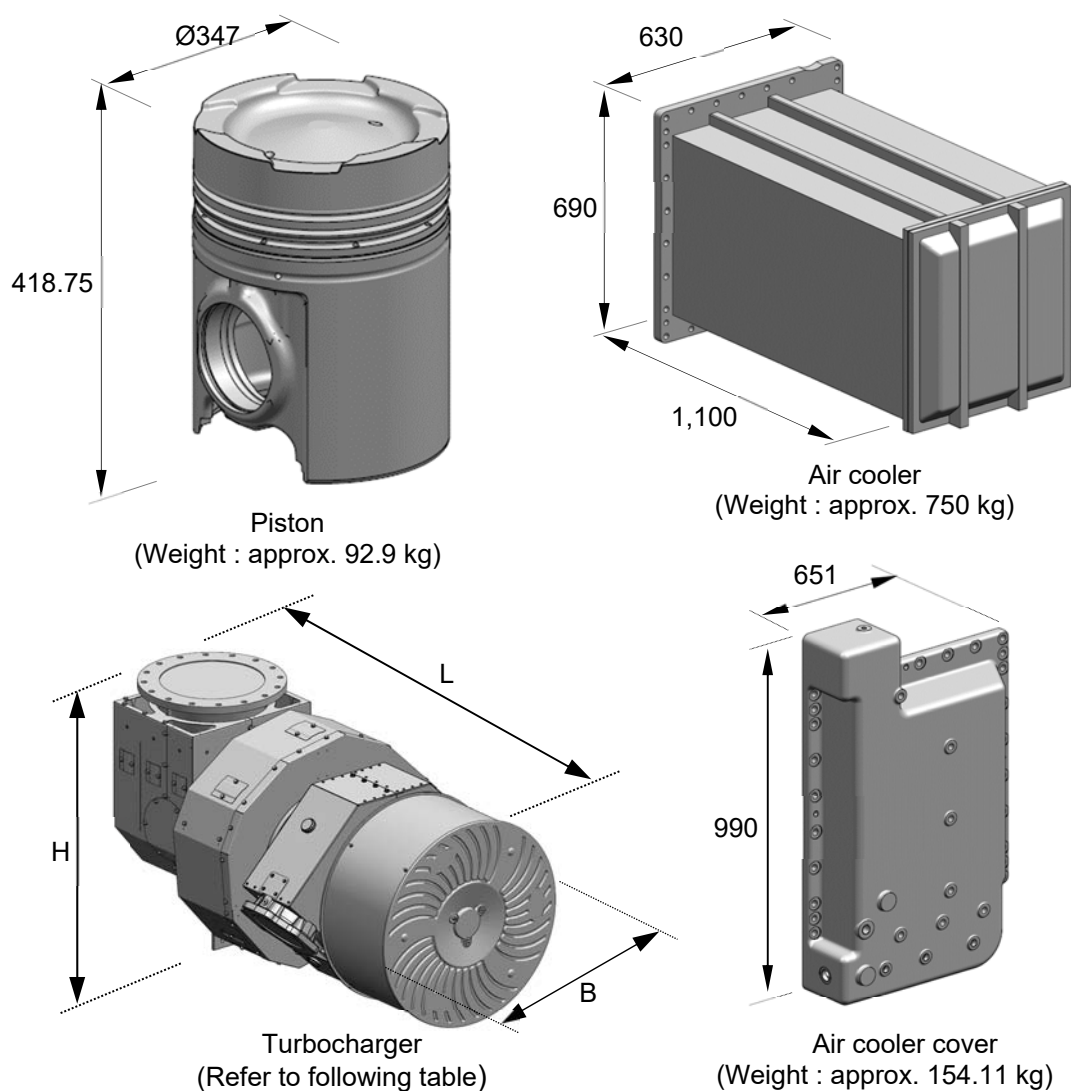 Ø347
418.75
Piston
(Weight : approx. 92.9 kg)
630
690
1,100
Air cooler
(Weight : approx. 750 kg)
L
H
B
Turbocharger
(Refer to following table)
651
990
Air cooler cover
(Weight : approx. 154.11 kg)